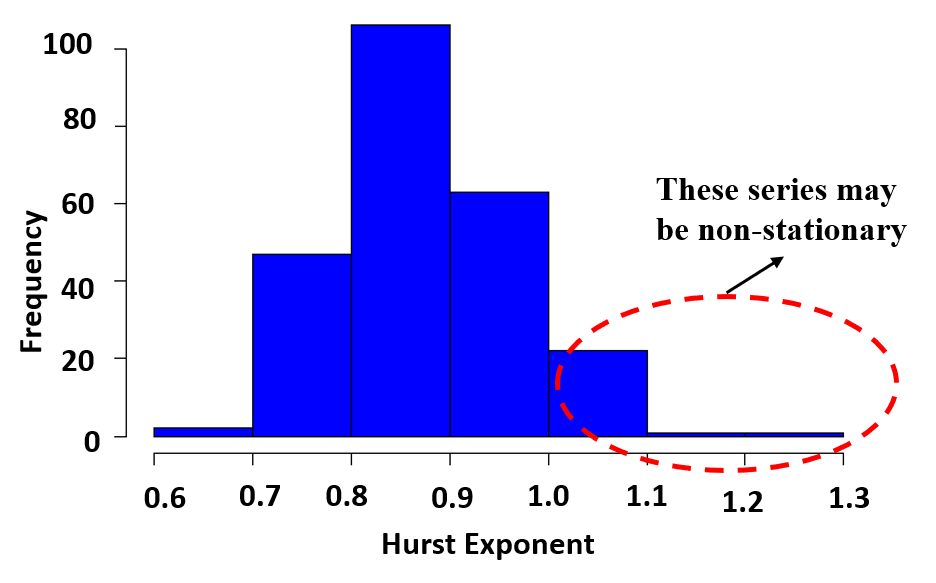 100
80
60
40
20
0
Frequency
These series may
be non-stationary
0.6 0.7 0.8 0.9 1.0 1.1 1.2 1.3
Hurst Exponent